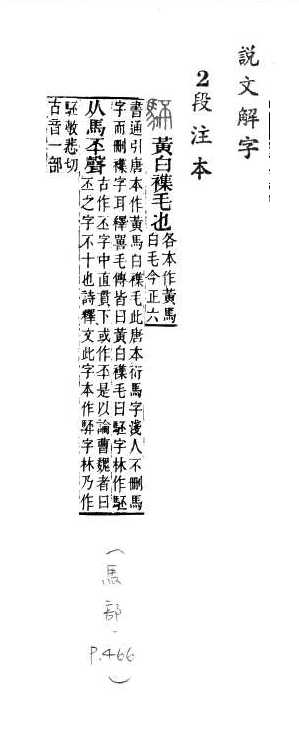 說文解字
2段注本
黃白襍毛也各本作黃馬
白毛今正六
書通引唐本作黃馬白襍毛此唐本衍馬字淺人不刪馬
字而刪襍字耳釋嘼毛傳皆曰黃白襍毛曰駓字林作駓
从馬丕聲古作丕字中直貫下或作㔻是以論曹魏者曰
丕之字不十也詩釋文此字本作駓字林乃作
駓敷悲切
古音一部
(馬部.
P.466)